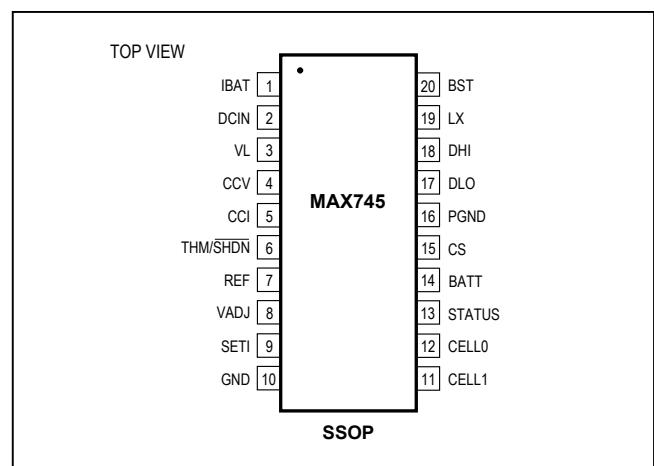 TOP VIEW
IBAT 1
DCIN 2
VL 3
CCV 4
CCI 5
THM/SHDN 6
REF 7
VADJ 8
SETI 9
GND 10
MAX745
20 BST
19 LX
18 DHI
17 DLO
16 PGND
15 CS
14 BATT
13 STATUS
12 CELL0
11 CELL1
SSOP